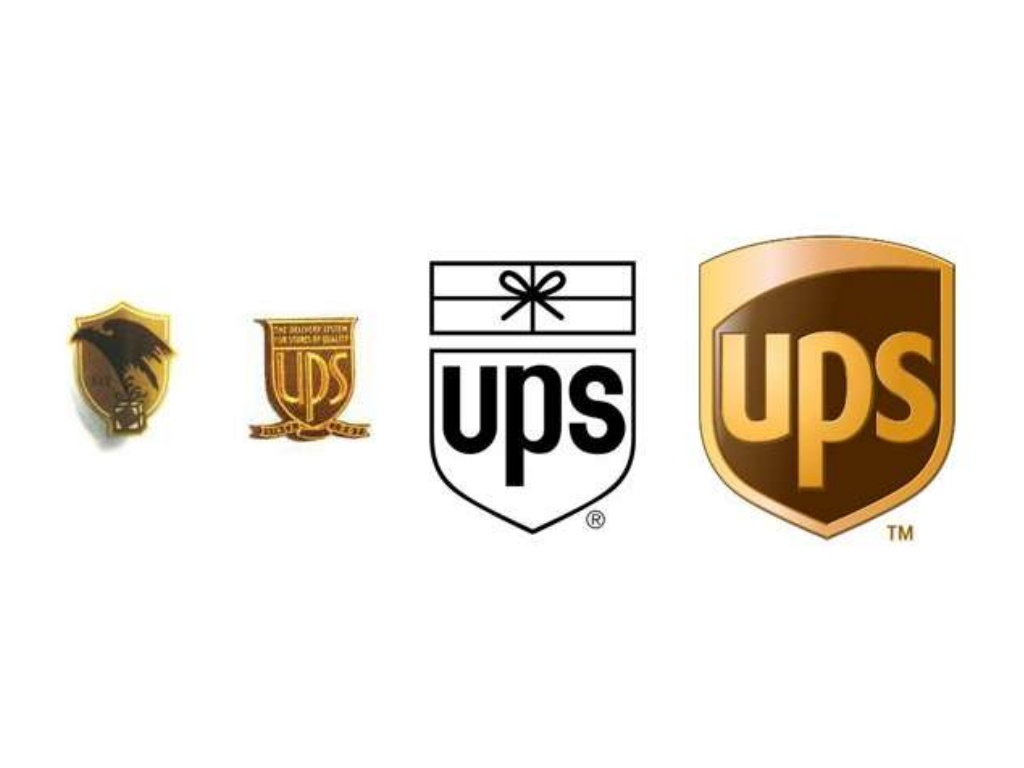 THE DELIVERY SYSTEM
FOR STORES OF QUALITY
UPS
ups
®
ups
TM